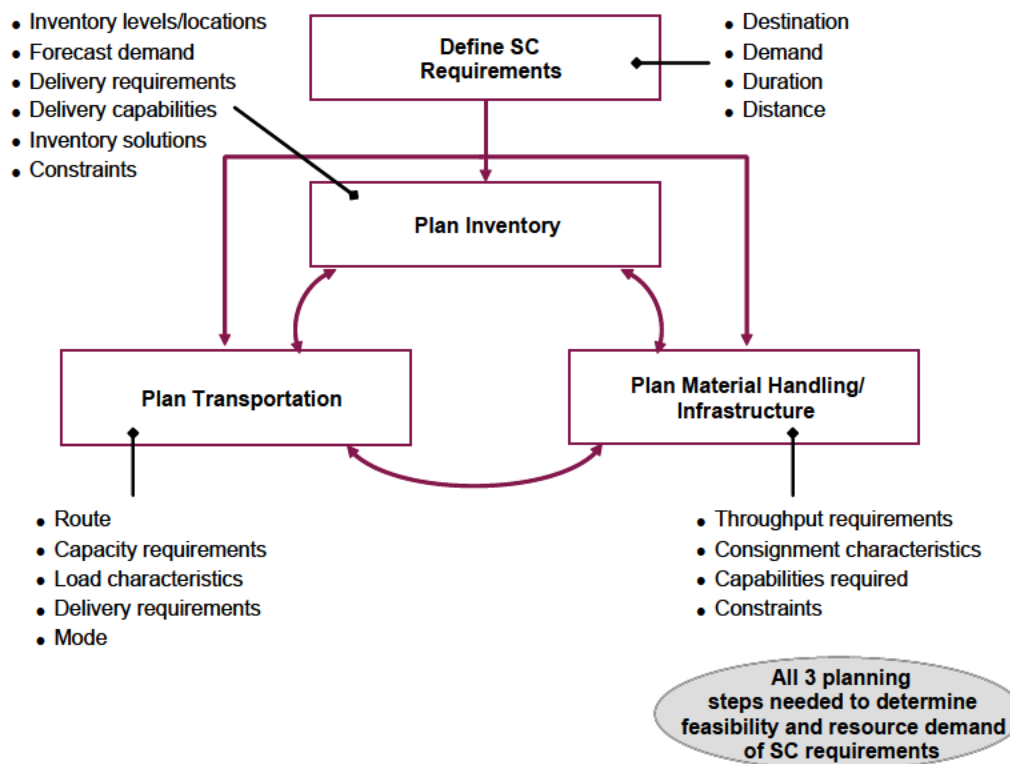 • Inventory levels/locations
• Forecast demand
• Delivery requirements
• Delivery capabilities
• Inventory solutions
• Constraints
Define SC
Requirements
• Destination
• Demand
• Duration
• Distance
Plan Inventory
Plan Transportation
Plan Material Handling/
Infrastructure
• Route
• Capacity requirements
• Load characteristics
• Delivery requirements
• Mode
• Throughput requirements
• Consignment characteristics
• Capabilities required
• Constraints
All 3 planning
steps needed to determine
feasibility and resource demand
of SC requirements